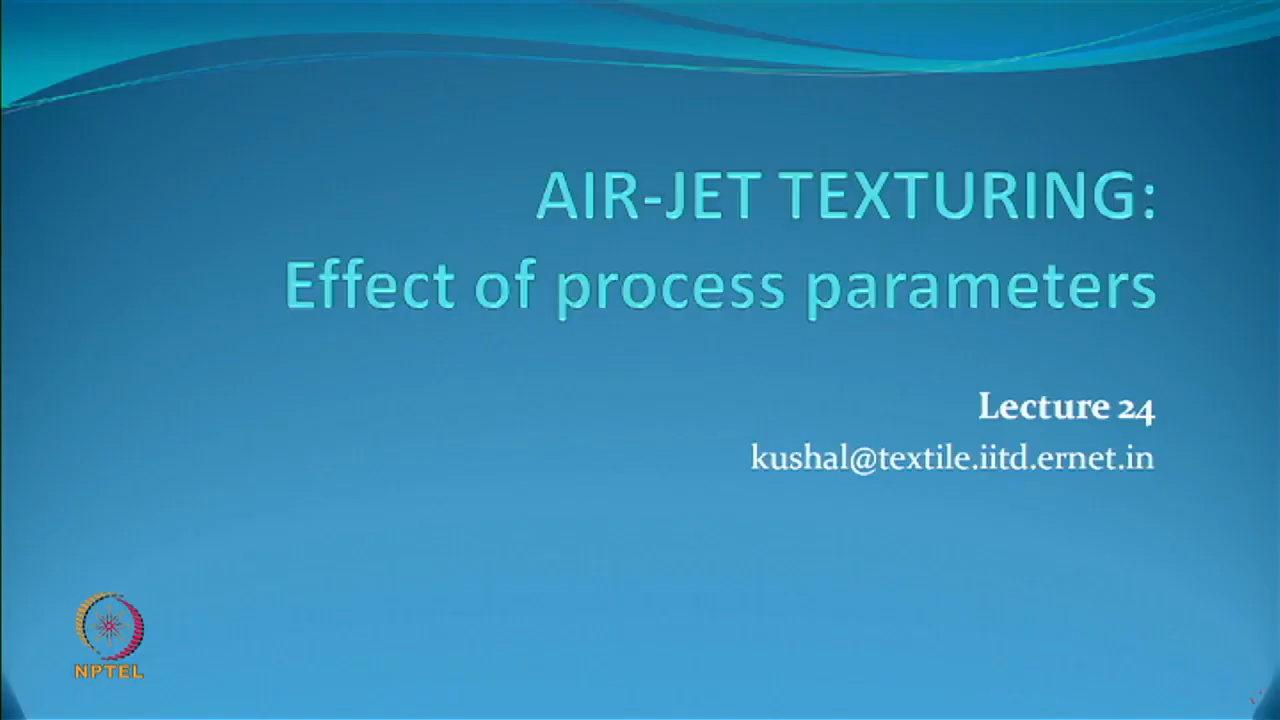 AIR-JET TEXTURING:
Effect of process parameters
Lecture 24
kushal@textile.iitd.ernet.in
NPTEL